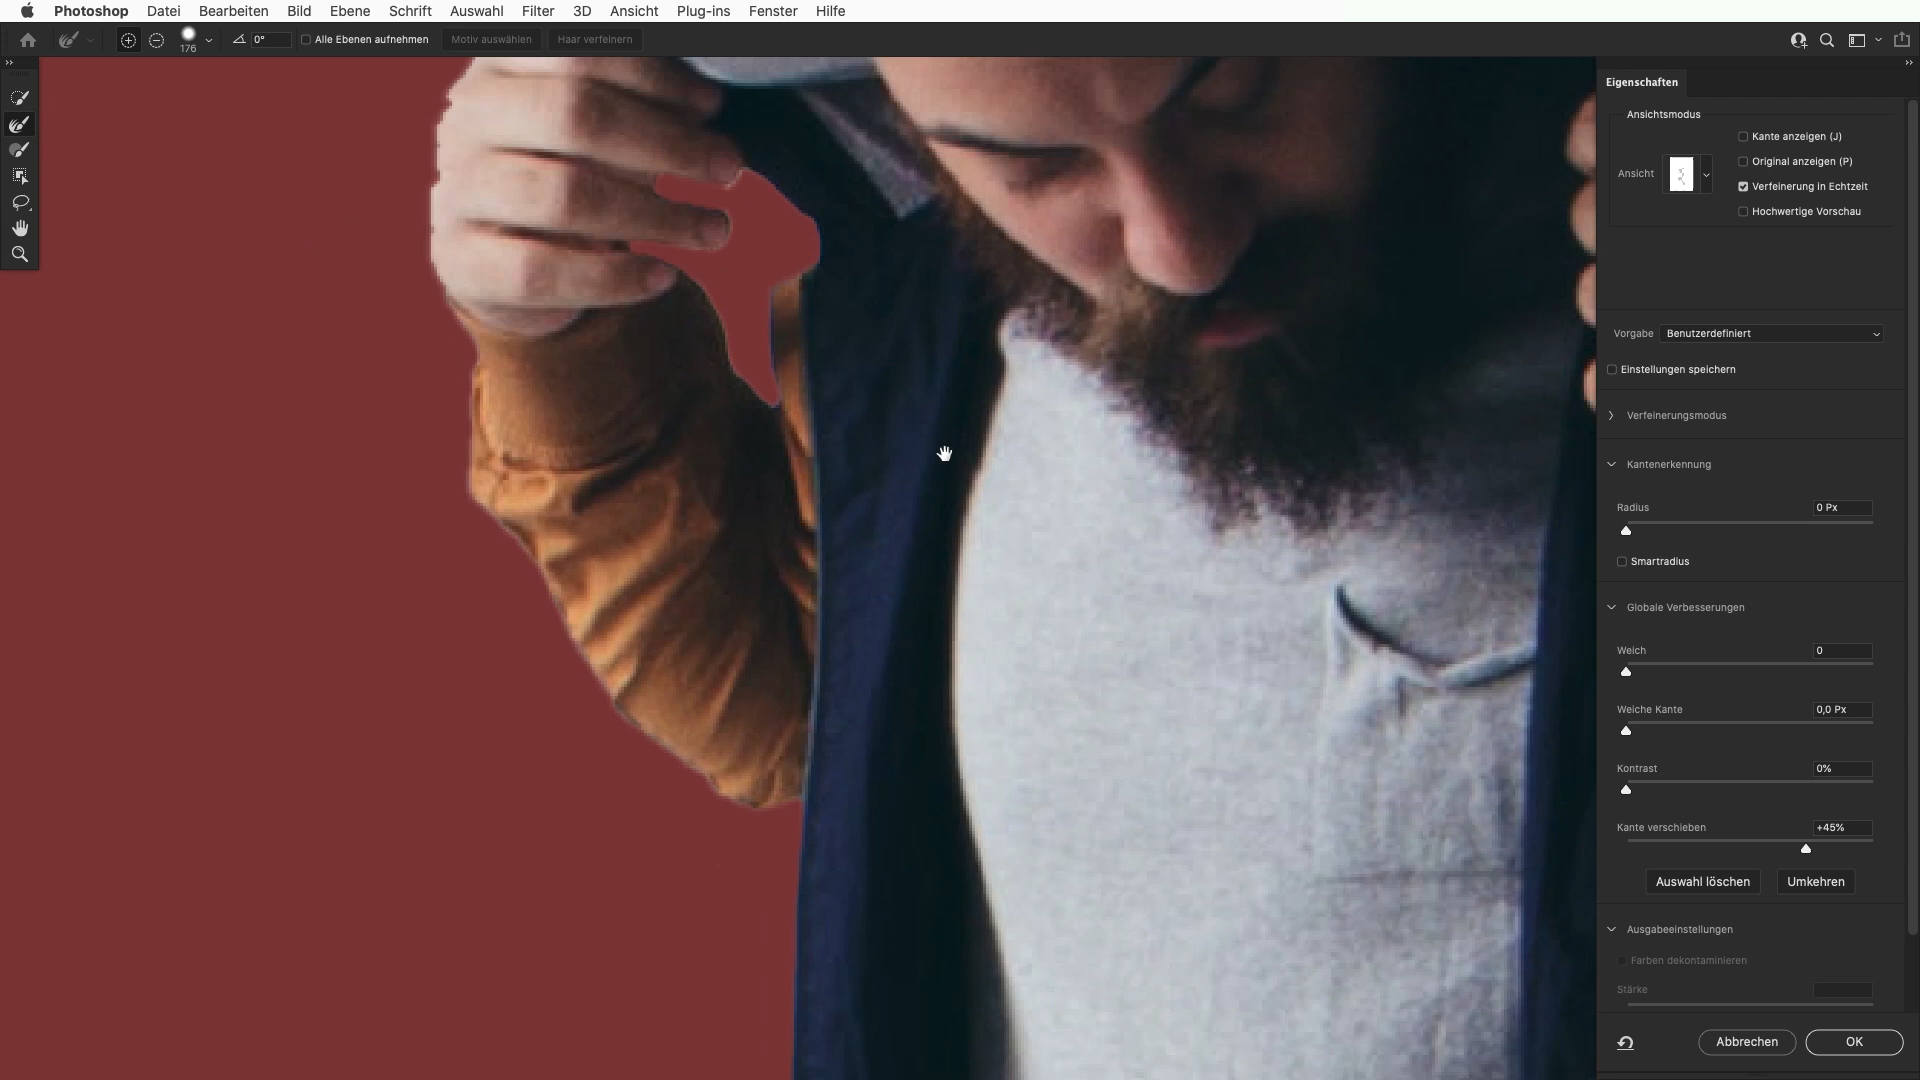 Photoshop Datei Bearbeiten Bild Ebene Schrift Auswahl Filter 3D Ansicht Plug-ins Fenster Hilfe
176 0° Alle Ebenen aufnehmen Motiv auswählen Haar verfeinern
Eigenschaften
Ansichtsmodus
Kante anzeigen (J)
Original anzeigen (P)
Ansicht
Verfeinerung in Echtzeit
Hochwertige Vorschau
Vorgabe Benutzerdefiniert
Einstellungen speichern
Verfeinerungsmodus
Kantenerkennung
Radius 0 Px
Smartradius
Globale Verbesserungen
Weich 0
Weiche Kante 0,0 Px
Kontrast 0%
Kante verschieben +45%
Auswahl löschen Umkehren
Ausgabeeinstellungen
Farben dekontaminieren
Stärke
Abbrechen OK